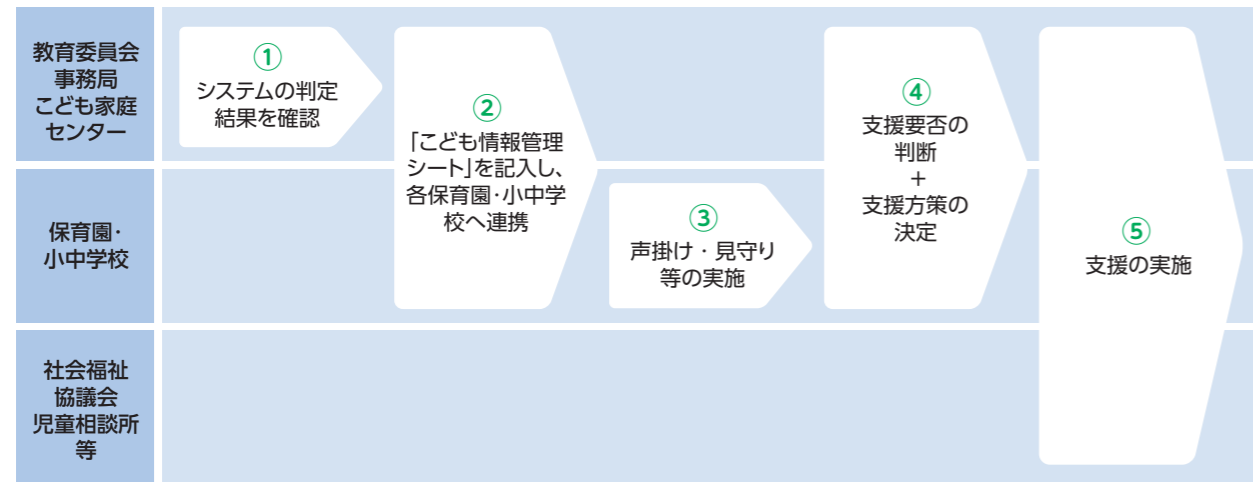 教育委員会
事務局
こども家庭
センター
①
システムの判定
結果を確認
②
「こども情報管理
シート」を記入し、
各保育園・小中学
校へ連携
④
支援要否の
判断
+
支援方策の
決定
保育園・
小中学校
③
声掛け・見守り
等の実施
⑤
支援の実施
社会福祉
協議会
児童相談所
等